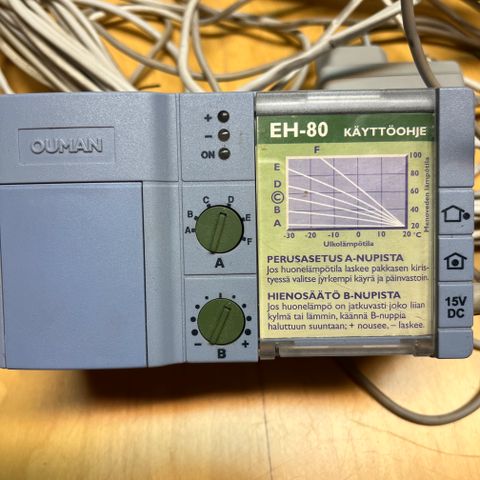 OUMAN
+
-
ON
A B C D E F
A
- I +
B
EH-80 KÄYTTÖOHJE
F
E
D
©
B
A
100
80
60
40
20
Menoveden lämpötila
-30 -20 -10 0 10 20 °C
Ulkolämpötila
PERUSASETUS A-NUPISTA
Jos huonelämpötila laskee pakkasen kiris-
tyessä valitse jyrkempi käyrä ja päinvastoin.
HIENOSÄÄTÖ B-NUPISTA
Jos huonelämpö on jatkuvasti joko liian
kylmä tai lämmin, käännä B-nuppia
haluttuun suuntaan; + nousee, – laskee.
15V
DC